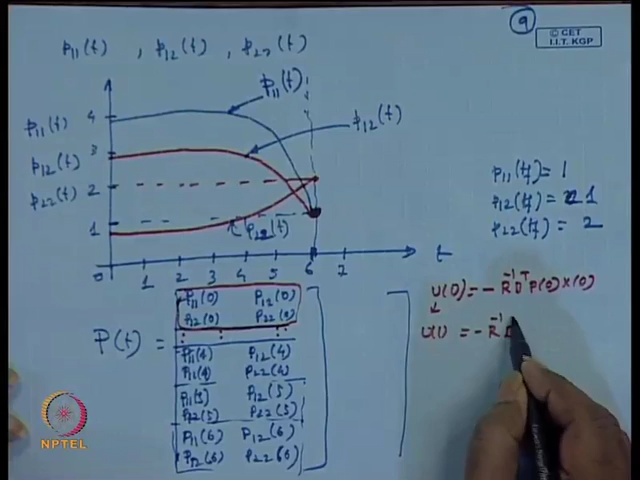 9
© CET
I.I.T. KGP
p₁₁(t) , p₁₂(t) , p₂₂(t)
p₁₁(t)
p₁₂(t)
p₁₁(t) 4
p₁₂(t) 3
p₂₂(t) 2
1
p₂₂(t)
0 1 2 3 4 5 6 7 t
p₁₁(tf) = 1
p₁₂(tf) = 1
p₂₂(tf) = 2
P(t) =
p₁₁(0) p₁₂(0)
p₁₂(0) p₂₂(0)
⋮ ⋮
p₁₁(4) p₁₂(4)
p₁₁(4) p₂₂(4)
p₁₁(5) p₁₂(5)
p₁₂(5) p₂₂(5)
p₁₁(6) p₁₂(6)
p₁₂(6) p₂₂(6)
U(0) = - R⁻¹ B^T P(0) X(0)
U(1) = - R⁻¹
NPTEL